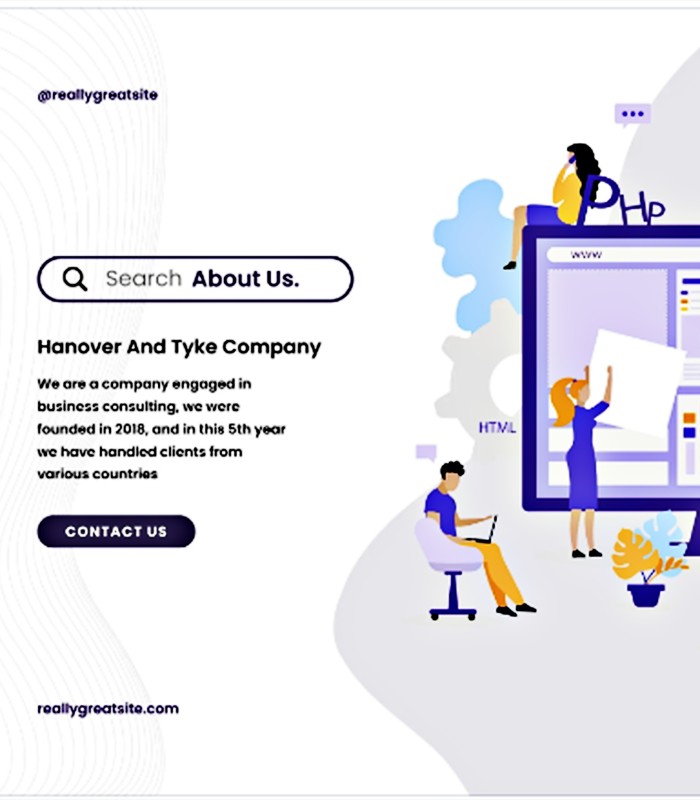 @reallygreatsite
PHP
WWW
Search About Us.
Hanover And Tyke Company
We are a company engaged in
business consulting, we were
founded in 2018, and in this 5th year
we have handled clients from
various countries
HTML
CONTACT US
reallygreatsite.com